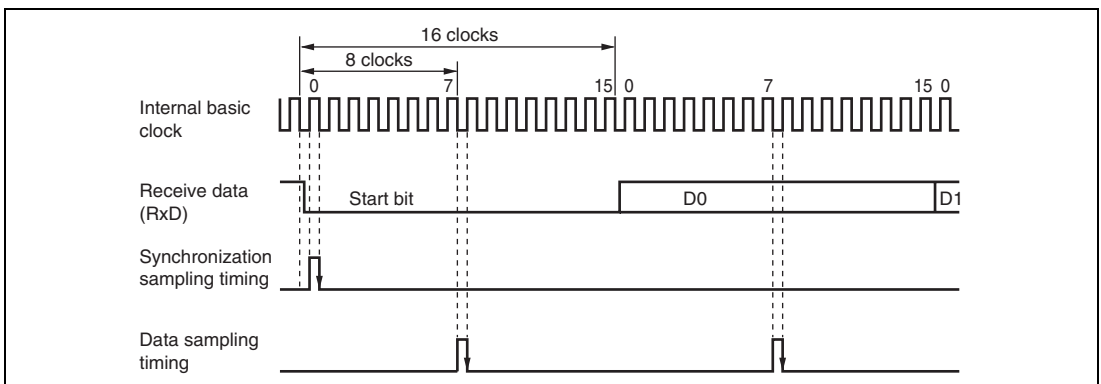 16 clocks
8 clocks
0 7 15 0 7 15 0
Internal basic
clock
Receive data
(RxD)
Start bit D0 D1
Synchronization
sampling timing
Data sampling
timing